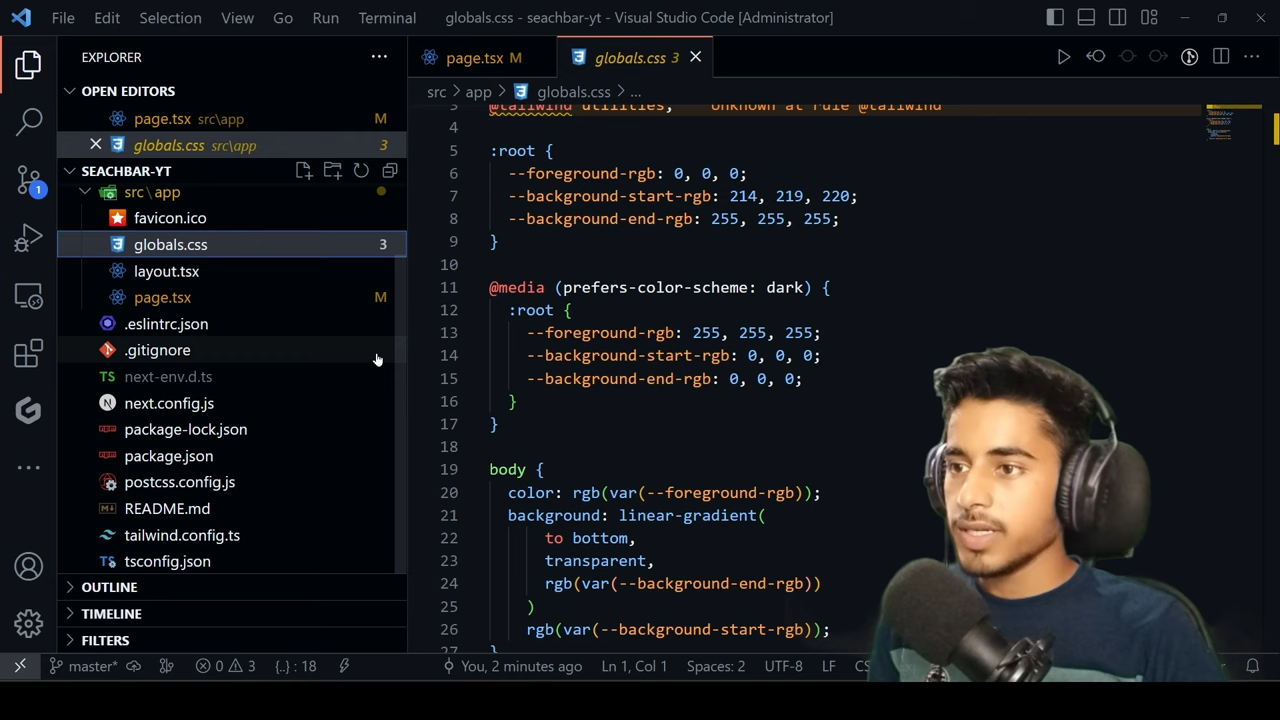 File Edit Selection View Go Run Terminal
globals.css - seachbar-yt - Visual Studio Code [Administrator]
EXPLORER
OPEN EDITORS
page.tsx src\app M
globals.css src\app 3
SEACHBAR-YT
src\app
favicon.ico
globals.css 3
layout.tsx
page.tsx M
.eslintrc.json
.gitignore
next-env.d.ts
next.config.js
package-lock.json
package.json
postcss.config.js
README.md
tailwind.config.ts
tsconfig.json
OUTLINE
TIMELINE
FILTERS
1
page.tsx M
globals.css 3
src > app > globals.css > ...
3 @tailwind utilities; Unknown at rule @tailwind
4
5 :root {
6 --foreground-rgb: 0, 0, 0;
7 --background-start-rgb: 214, 219, 220;
8 --background-end-rgb: 255, 255, 255;
9 }
10
11 @media (prefers-color-scheme: dark) {
12 :root {
13 --foreground-rgb: 255, 255, 255;
14 --background-start-rgb: 0, 0, 0;
15 --background-end-rgb: 0, 0, 0;
16 }
17 }
18
19 body {
20 color: rgb(var(--foreground-rgb));
21 background: linear-gradient(
22 to bottom,
23 transparent,
24 rgb(var(--background-end-rgb))
25 )
26 rgb(var(--background-start-rgb));
27 }
master* 0 3 {..} : 18 You, 2 minutes ago Ln 1, Col 1 Spaces: 2 UTF-8 LF